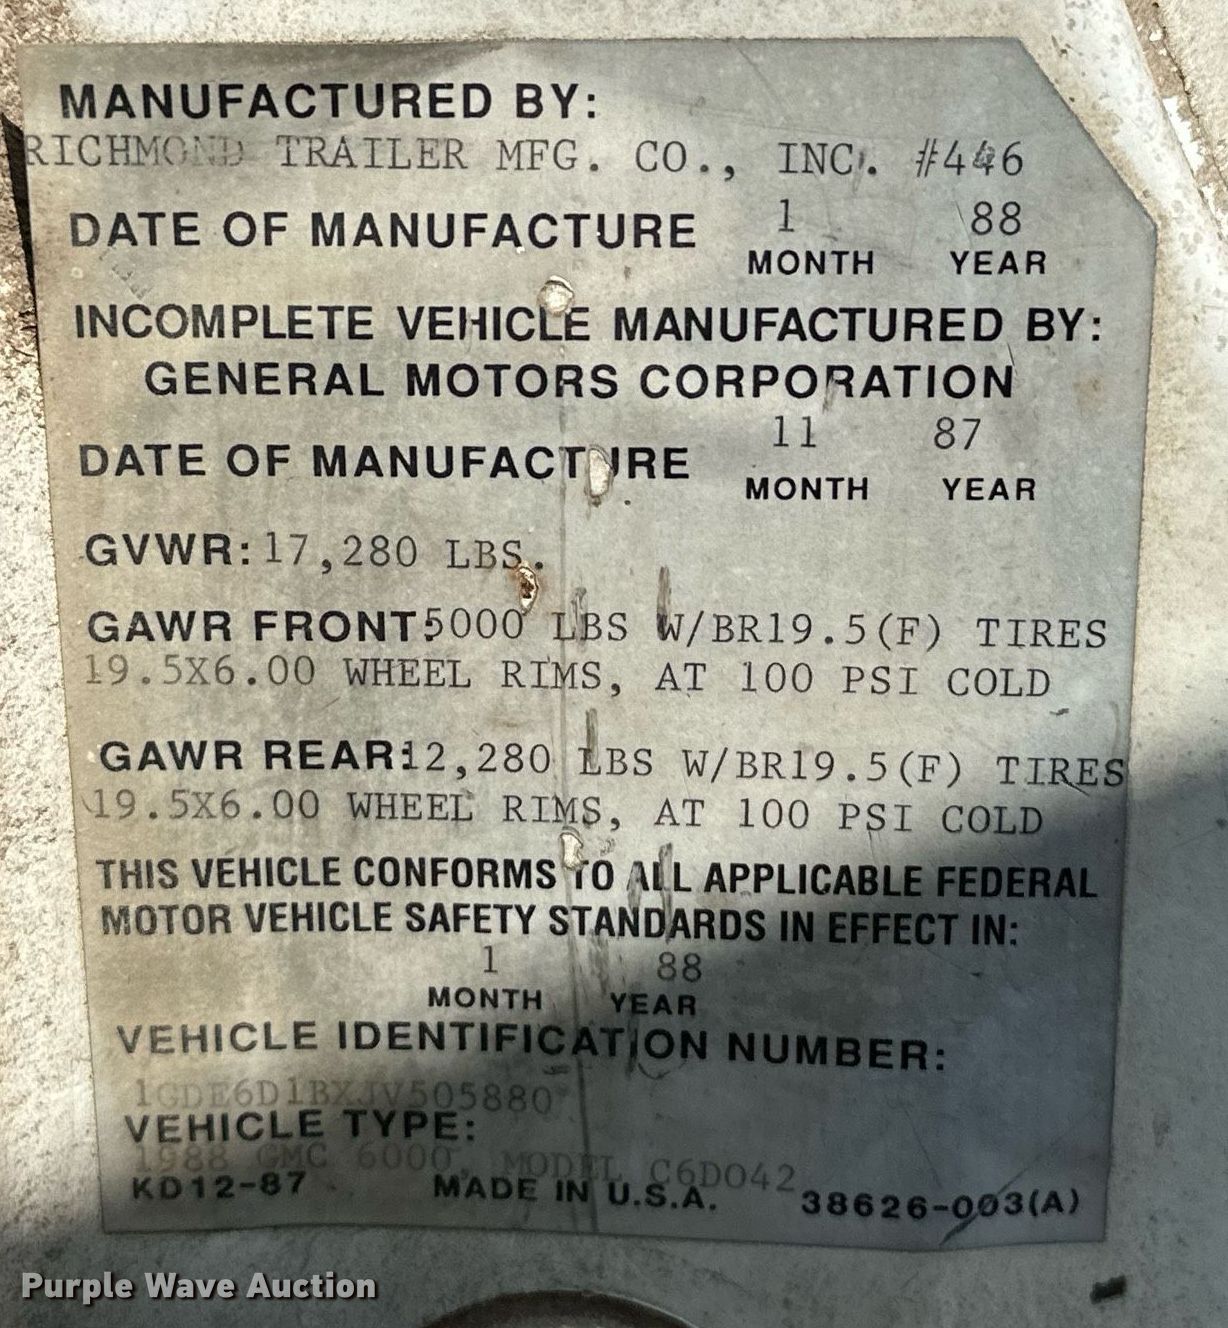 MANUFACTURED BY:
RICHMOND TRAILER MFG. CO., INC. #446
DATE OF MANUFACTURE 1 88
MONTH YEAR
INCOMPLETE VEHICLE MANUFACTURED BY:
GENERAL MOTORS CORPORATION
DATE OF MANUFACTURE 11 87
MONTH YEAR
GVWR: 17,280 LBS.
GAWR FRONT 5000 LBS W/BR19.5(F) TIRES
19.5X6.00 WHEEL RIMS, AT 100 PSI COLD
GAWR REAR: 12,280 LBS W/BR19.5(F) TIRES
19.5X6.00 WHEEL RIMS, AT 100 PSI COLD
THIS VEHICLE CONFORMS TO ALL APPLICABLE FEDERAL
MOTOR VEHICLE SAFETY STANDARDS IN EFFECT IN:
1 88
MONTH YEAR
VEHICLE IDENTIFICATION NUMBER:
1GDE6D1BXJV505880
VEHICLE TYPE:
1988 GMC 6000, MODEL C6D042
KD12-87 MADE IN U.S.A. 38626-003(A)
Purple Wave Auction